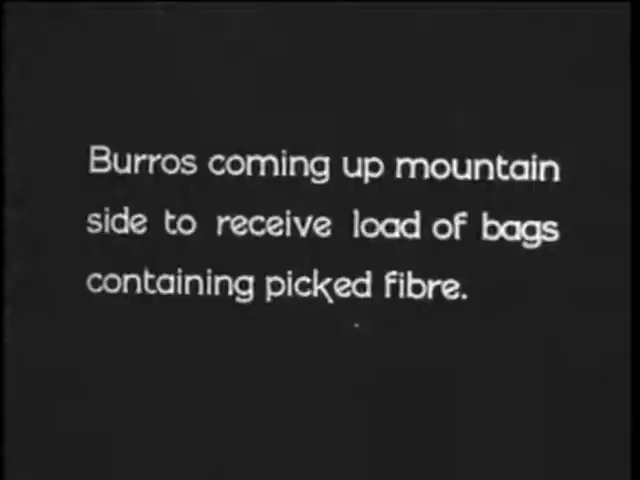 Burros coming up mountain
side to receive load of bags
containing picked fibre.